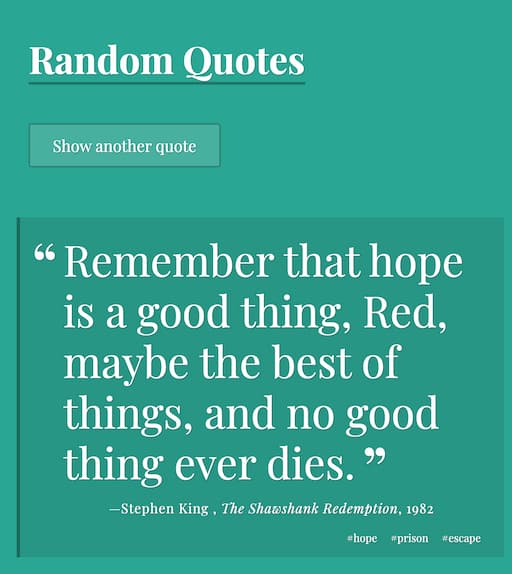 Random Quotes
Show another quote
“ Remember that hope
is a good thing, Red,
maybe the best of
things, and no good
thing ever dies. ”
—Stephen King , The Shawshank Redemption, 1982
#hope #prison #escape